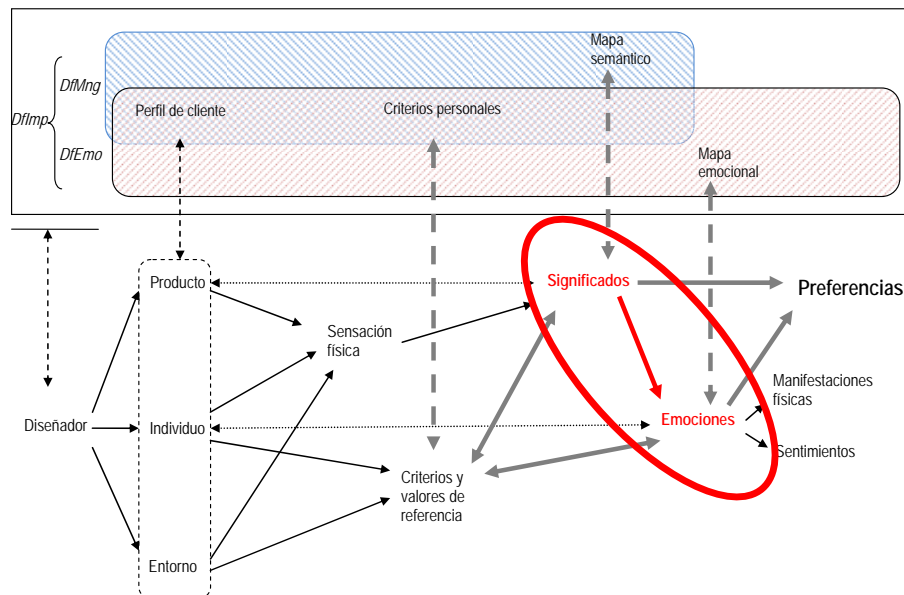 Mapa
semántico
DfMng
Perfil de cliente
Criterios personales
DfImp
DfEmo
Mapa
emocional
Producto
Significados
Preferencias
Sensación
física
Manifestaciones
físicas
Diseñador
Individuo
Emociones
Sentimientos
Criterios y
valores de
referencia
Entorno